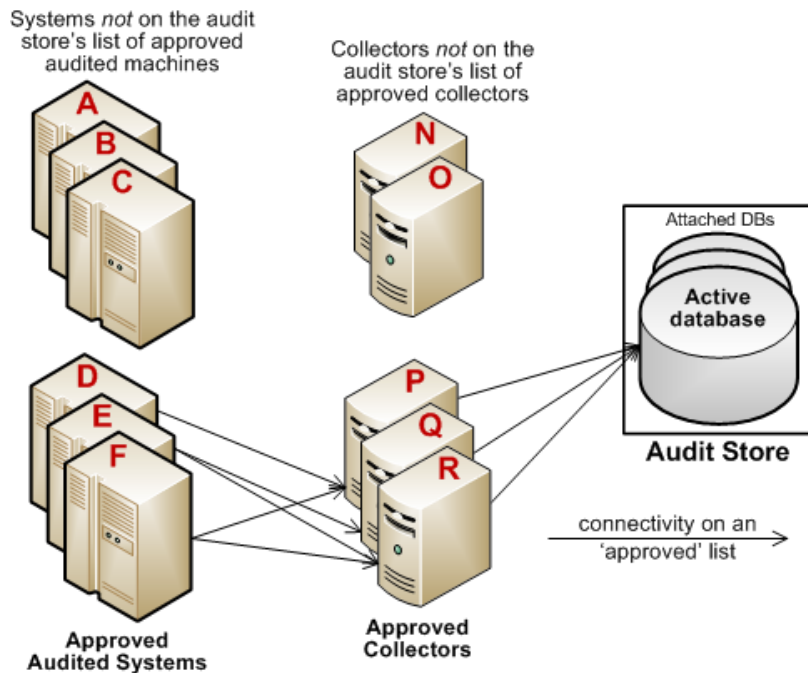 Systems not on the audit
store's list of approved
audited machines
Collectors not on the
audit store's list of
approved collectors
A
B
C
N
O
Attached DBs
Active
database
Audit Store
D
E
F
P
Q
R
connectivity on an
'approved' list
Approved
Audited Systems
Approved
Collectors